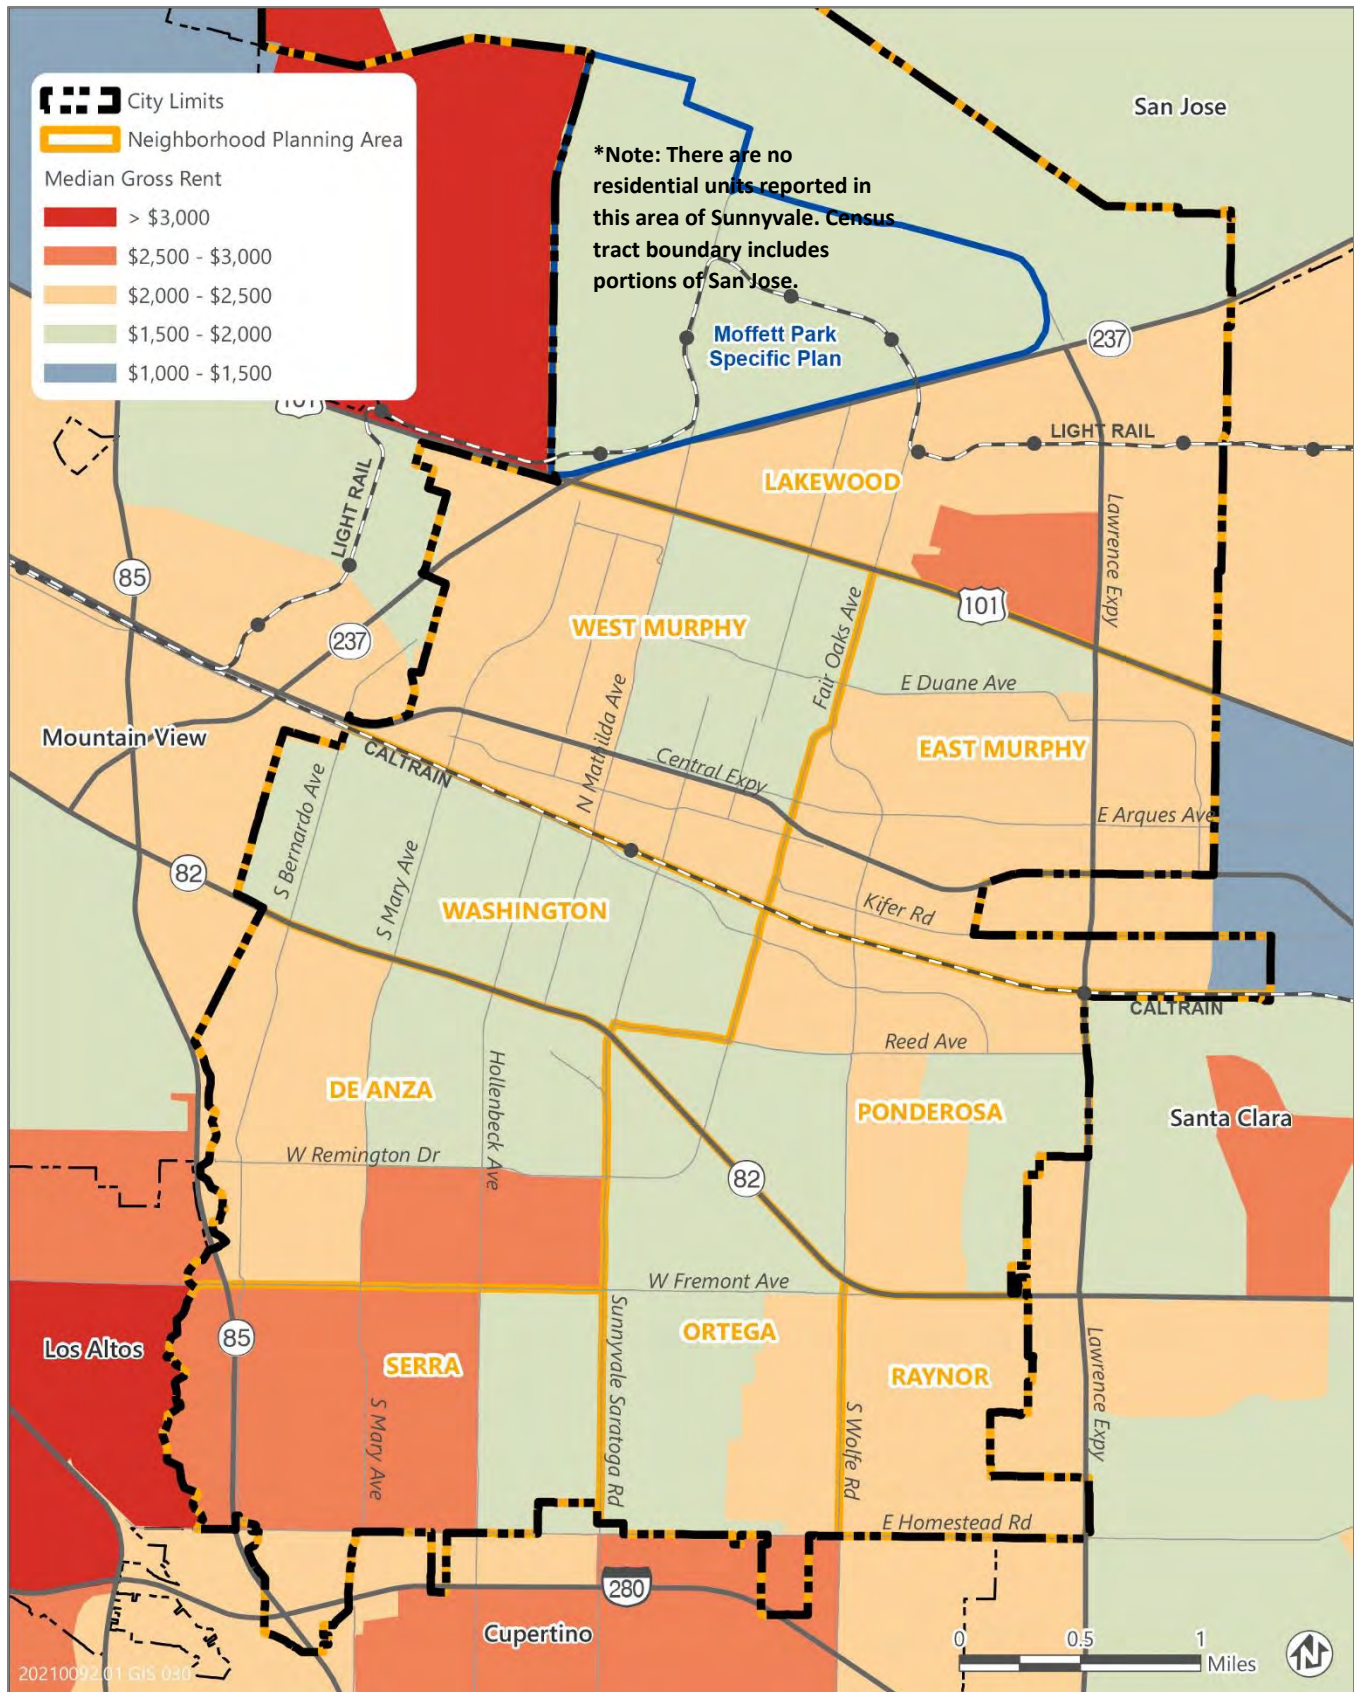 City Limits
Neighborhood Planning Area
Median Gross Rent
> $3,000
$2,500 - $3,000
$2,000 - $2,500
$1,500 - $2,000
$1,000 - $1,500
San Jose
*Note: There are no
residential units reported in
this area of Sunnyvale. Census
tract boundary includes
portions of San Jose.
Moffett Park
Specific Plan
237
101
LIGHT RAIL
LAKEWOOD
LIGHT RAIL
Lawrence Expy
85
101
237
WEST MURPHY
Fair Oaks Ave
E Duane Ave
N Mathilda Ave
Mountain View
EAST MURPHY
CALTRAIN
Central Expy
S Bernardo Ave
E Arques Ave
82
S Mary Ave
WASHINGTON
Kifer Rd
CALTRAIN
Reed Ave
DE ANZA
Hollenbeck Ave
PONDEROSA
Santa Clara
W Remington Dr
82
W Fremont Ave
Los Altos
85
SERRA
Sunnyvale Saratoga Rd
ORTEGA
RAYNOR
Lawrence Expy
S Mary Ave
S Wolfe Rd
E Homestead Rd
280
Cupertino
0 0.5 1
Miles
N
20210092.01 GIS 030